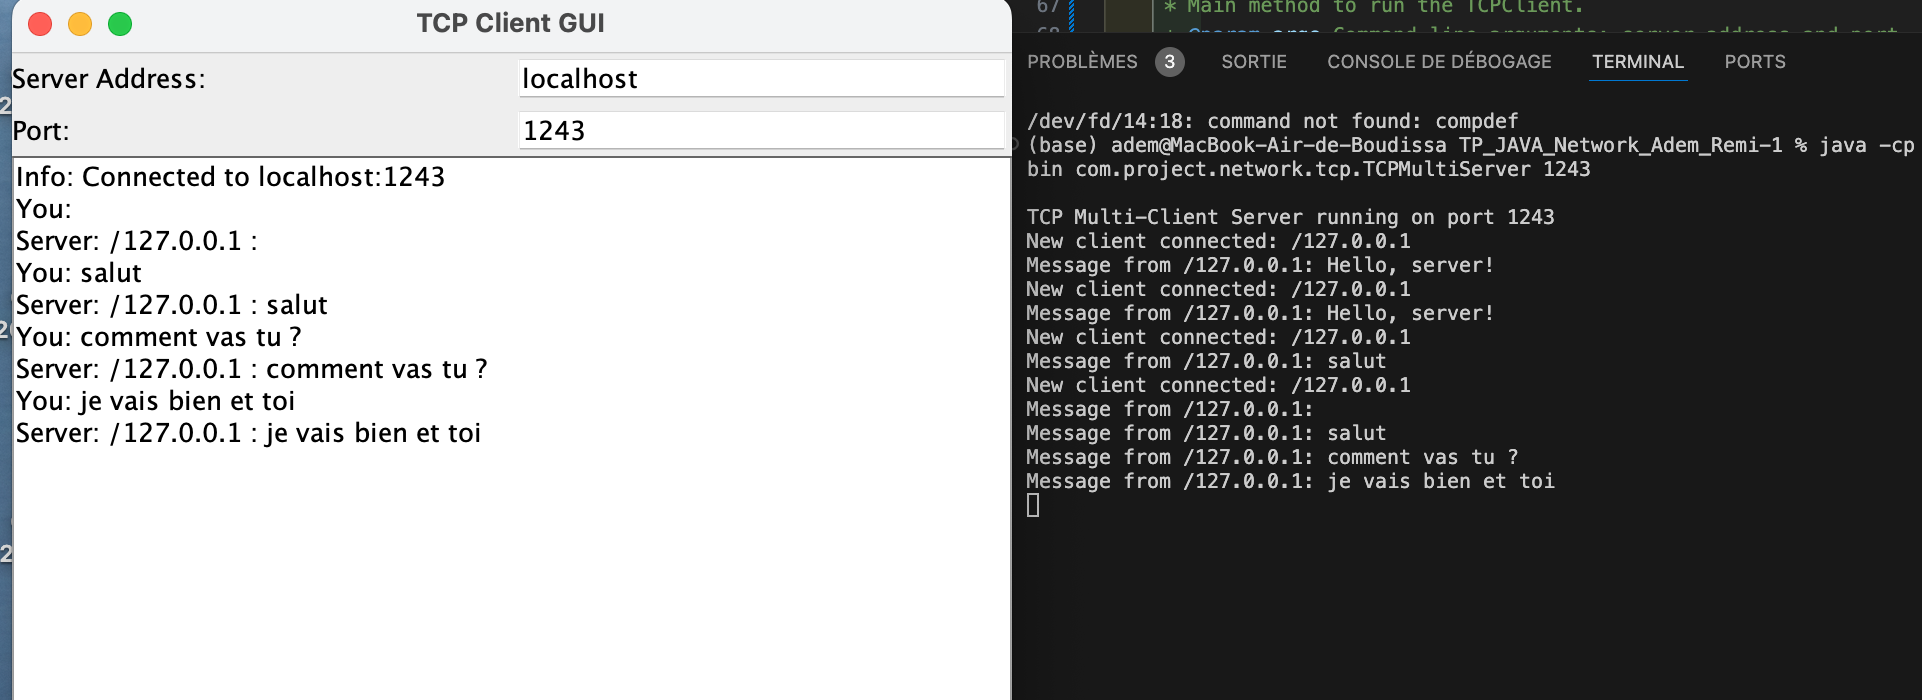 TCP Client GUI
Server Address:
localhost
Port:
1243
Info: Connected to localhost:1243
You:
Server: /127.0.0.1 :
You: salut
Server: /127.0.0.1 : salut
You: comment vas tu ?
Server: /127.0.0.1 : comment vas tu ?
You: je vais bien et toi
Server: /127.0.0.1 : je vais bien et toi
67 * Main method to run the TCPClient.
PROBLÈMES 3 SORTIE CONSOLE DE DÉBOGAGE TERMINAL PORTS
/dev/fd/14:18: command not found: compdef
(base) adem@MacBook-Air-de-Boudissa TP_JAVA_Network_Adem_Remi-1 % java -cp
bin com.project.network.tcp.TCPMultiServer 1243
TCP Multi-Client Server running on port 1243
New client connected: /127.0.0.1
Message from /127.0.0.1: Hello, server!
New client connected: /127.0.0.1
Message from /127.0.0.1: Hello, server!
New client connected: /127.0.0.1
Message from /127.0.0.1: salut
New client connected: /127.0.0.1
Message from /127.0.0.1:
Message from /127.0.0.1: salut
Message from /127.0.0.1: comment vas tu ?
Message from /127.0.0.1: je vais bien et toi